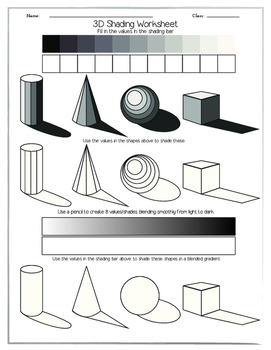 Name: Class:
3D Shading Worksheet
Fill in the values in the shading bar
Use the values in the shapes above to shade these
Use a pencil to create 8 values/shades, blending smoothly from light to dark
Use the values in the shading bar above to shade these shapes in a blended gradient.